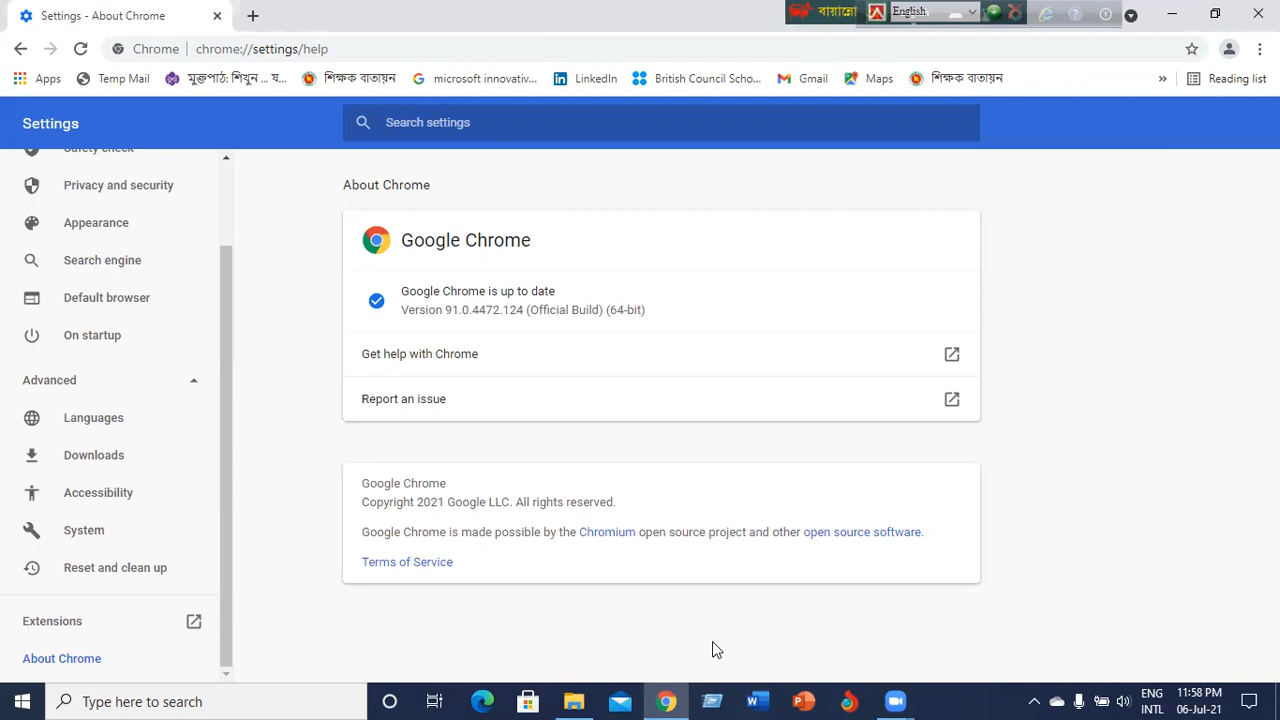 Settings - About Chrome
বায়ান্নো
English
Chrome
chrome://settings/help
Apps
Temp Mail
মুক্তপাঠ: শিখুন ... য...
শিক্ষক বাতায়ন
microsoft innovativ...
LinkedIn
British Council Scho...
Gmail
Maps
শিক্ষক বাতায়ন
»
Reading list
Settings
Search settings
Safety check
Privacy and security
Appearance
Search engine
Default browser
On startup
Advanced
Languages
Downloads
Accessibility
System
Reset and clean up
Extensions
About Chrome
About Chrome
Google Chrome
Google Chrome is up to date
Version 91.0.4472.124 (Official Build) (64-bit)
Get help with Chrome
Report an issue
Google Chrome
Copyright 2021 Google LLC. All rights reserved.
Google Chrome is made possible by the Chromium open source project and other open source software.
Terms of Service
Type here to search
ENG
INTL
11:58 PM
06-Jul-21